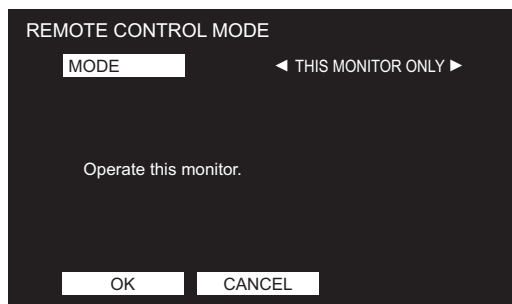 REMOTE CONTROL MODE
MODE ◄ THIS MONITOR ONLY ►
Operate this monitor.
OK CANCEL